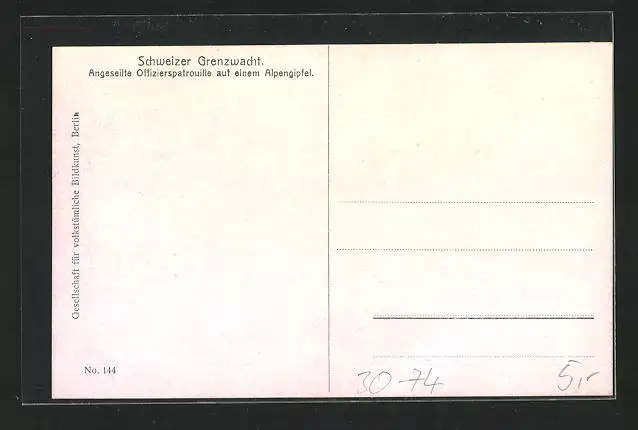 Schweizer Grenzwacht.
Angeseilte Offizierspatrouille auf einem Alpengipfel.
Gesellschaft für volkstümliche Bildkunst, Berlin
No. 144
30-74
5,-